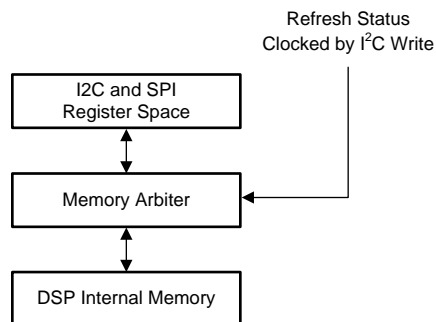 Refresh Status
Clocked by I²C Write
I2C and SPI
Register Space
Memory Arbiter
DSP Internal Memory